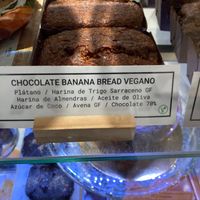 CHOCOLATE BANANA BREAD VEGANO
Plátano / Harina de Trigo Sarraceno GF
Harina de Almendras / Aceite de Oliva
Azúcar de Coco / Avena GF / Chocolate 70%